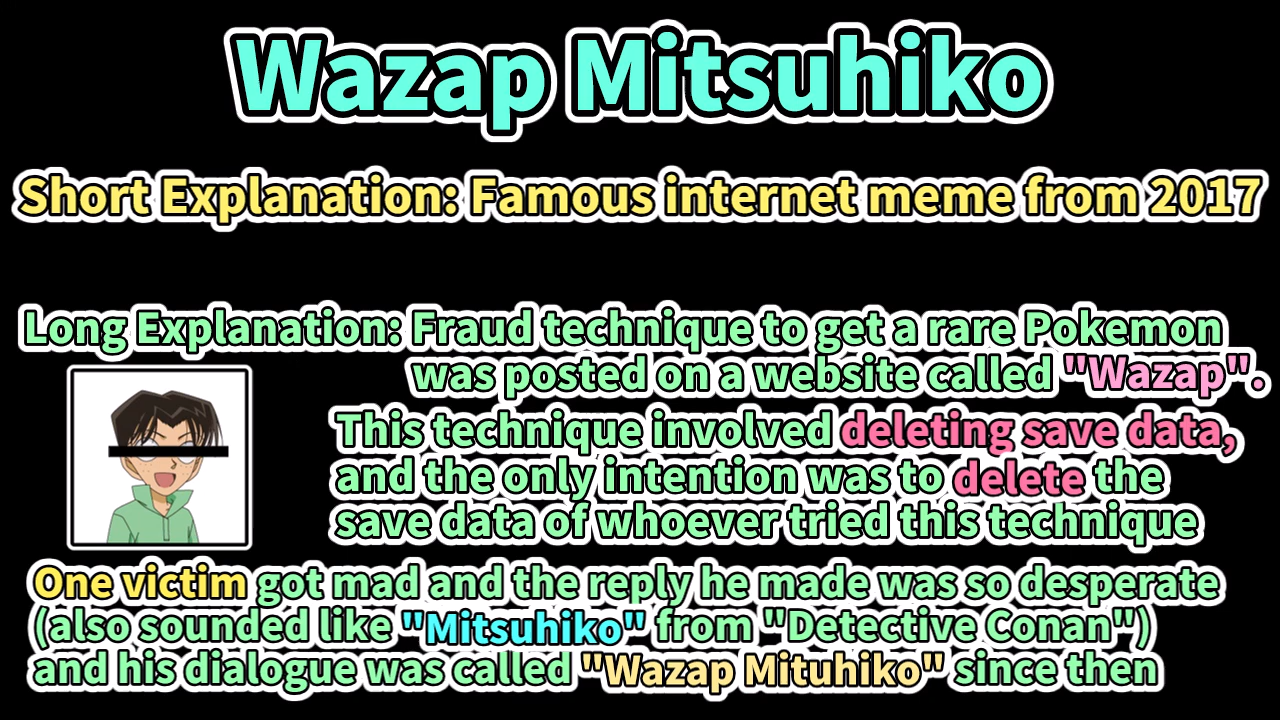 Wazap Mitsuhiko
Short Explanation: Famous internet meme from 2017
Long Explanation: Fraud technique to get a rare Pokemon
was posted on a website called "Wazap".
This technique involved deleting save data,
and the only intention was to delete the
save data of whoever tried this technique
One victim got mad and the reply he made was so desperate
(also sounded like "Mitsuhiko" from "Detective Conan")
and his dialogue was called "Wazap Mituhiko" since then